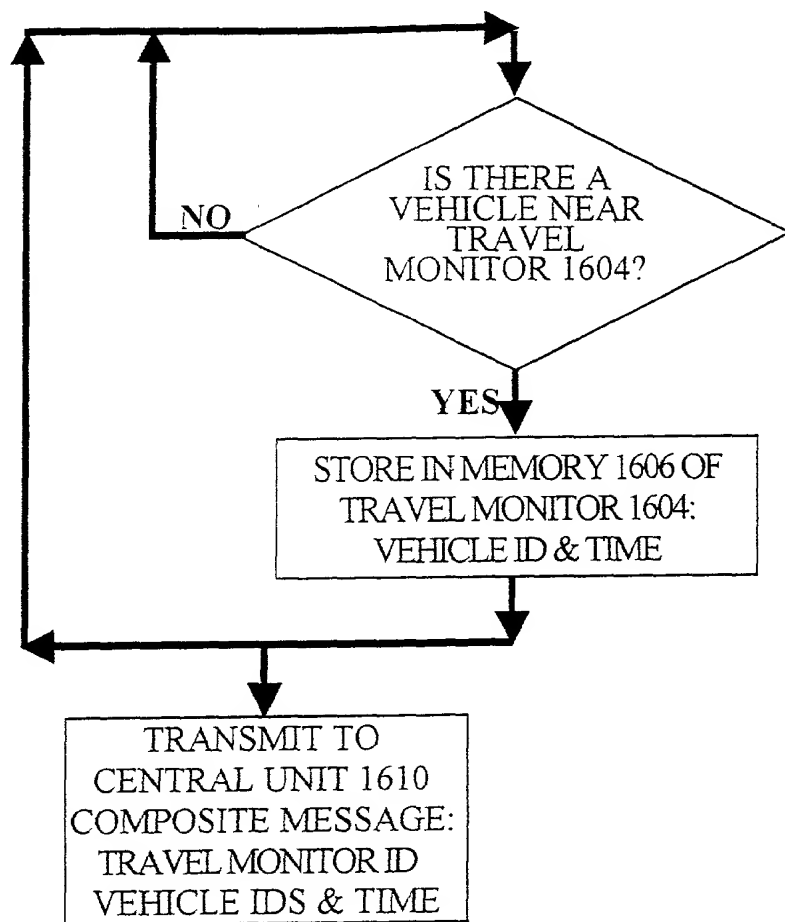 IS THERE A
VEHICLE NEAR
TRAVEL
MONITOR 1604?
NO
YES
STORE IN MEMORY 1606 OF
TRAVEL MONITOR 1604:
VEHICLE ID & TIME
TRANSMIT TO
CENTRAL UNIT 1610
COMPOSITE MESSAGE:
TRAVEL MONITOR ID
VEHICLE IDS & TIME